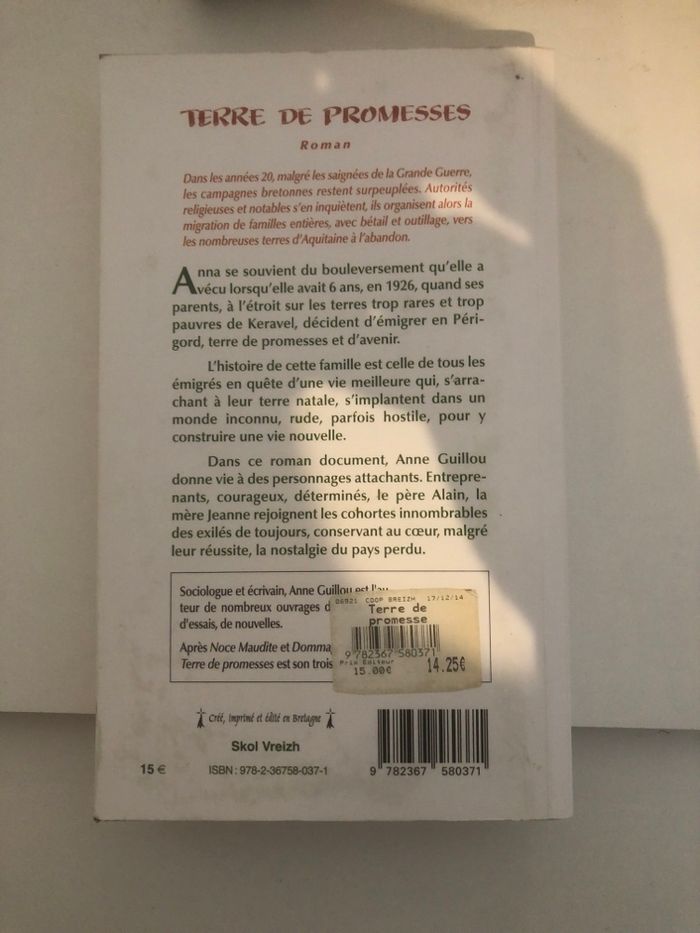 TERRE DE PROMESSES
Roman
Dans les années 20, malgré les saignées de la Grande Guerre,
les campagnes bretonnes restent surpeuplées. Autorités
religieuses et notables s'en inquiètent, ils organisent alors la
migration de familles entières, avec bétail et outillage, vers
les nombreuses terres d'Aquitaine à l'abandon.
Anna se souvient du bouleversement qu'elle a
vécu lorsqu'elle avait 6 ans, en 1926, quand ses
parents, à l'étroit sur les terres trop rares et trop
pauvres de Keravel, décident d'émigrer en Péri-
gord, terre de promesses et d'avenir.
L'histoire de cette famille est celle de tous les
émigrés en quête d'une vie meilleure qui, s'arra-
chant à leur terre natale, s'implantent dans un
monde inconnu, rude, parfois hostile, pour y
construire une vie nouvelle.
Dans ce roman document, Anne Guillou
donne vie à des personnages attachants. Entrepre-
nants, courageux, déterminés, le père Alain, la
mère Jeanne rejoignent les cohortes innombrables
des exilés de toujours, conservant au cœur, malgré
leur réussite, la nostalgie du pays perdu.
Sociologue et écrivain, Anne Guillou est l'au-
teur de nombreux ouvrages
d'essais, de nouvelles.
Après Noce Maudite et
Terre de promesses est son
06921 COOP BREIZH 17/12/14
Terre de
promesse
9 782367 580371
Prix Editeur
15.00€ 14.25€
Créé, imprimé et édité en Bretagne
Skol Vreizh
15 € ISBN : 978-2-36758-037-1
9 782367 580371